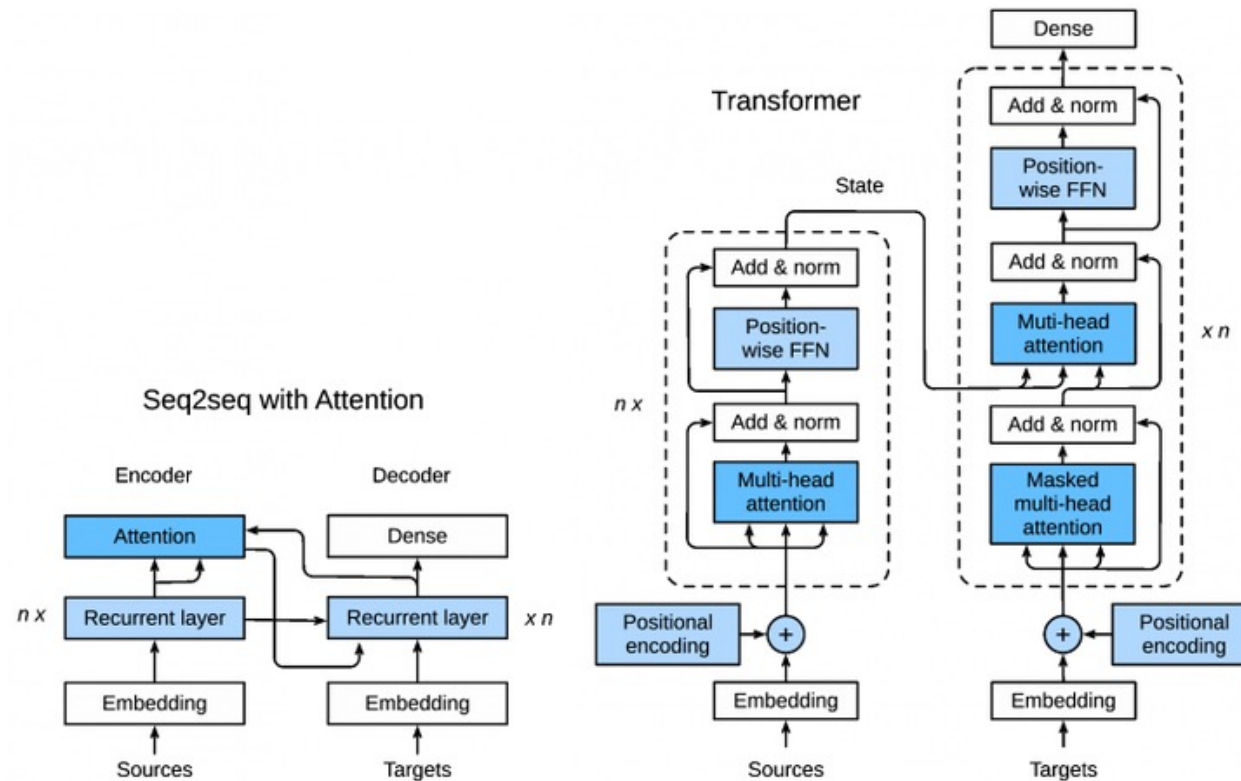 Seq2seq with Attention
Encoder
Decoder
Attention
Dense
n x
Recurrent layer
Recurrent layer
x n
Embedding
Embedding
Sources
Targets
Transformer
State
n x
Add & norm
Position-
wise FFN
Add & norm
Multi-head
attention
Positional
encoding
+
Embedding
Sources
Dense
Add & norm
Position-
wise FFN
Add & norm
Muti-head
attention
x n
Add & norm
Masked
multi-head
attention
+
Positional
encoding
Embedding
Targets